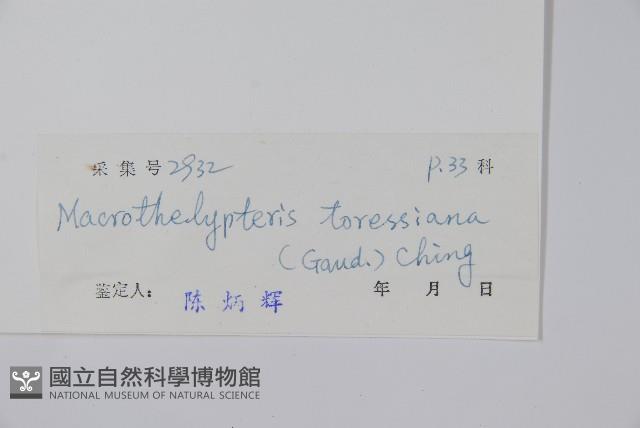 采集号 2932 P.33 科
Macrothelypteris toressiana
(Gaud.) Ching
鉴定人: 陈炳辉 年 月 日
國立自然科學博物館
NATIONAL MUSEUM OF NATURAL SCIENCE